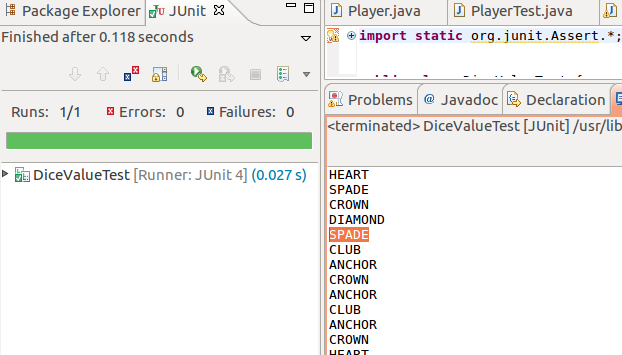 Package Explorer JUnit
Finished after 0.118 seconds
Runs: 1/1 Errors: 0 Failures: 0
DiceValueTest [Runner: JUnit 4] (0.027 s)
Player.java PlayerTest.java
import static org.junit.Assert.*;
Problems @ Javadoc Declaration
<terminated> DiceValueTest [JUnit] /usr/lib
HEART
SPADE
CROWN
DIAMOND
SPADE
CLUB
ANCHOR
CROWN
ANCHOR
CLUB
ANCHOR
CROWN
HEART